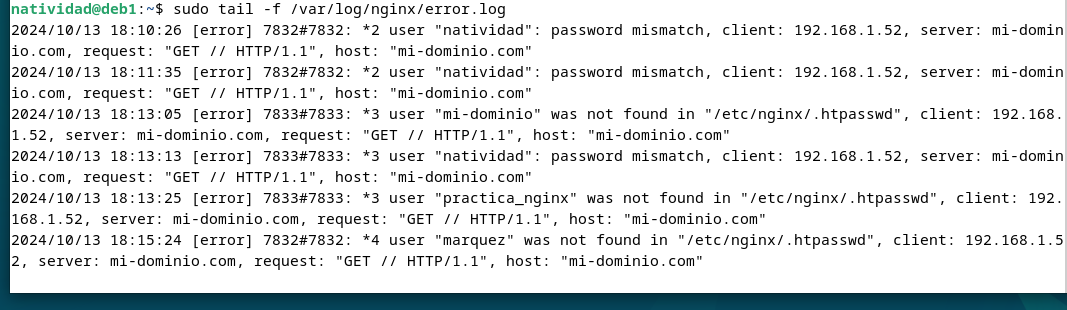 natividad@deb1:~$ sudo tail -f /var/log/nginx/error.log
2024/10/13 18:10:26 [error] 7832#7832: *2 user "natividad": password mismatch, client: 192.168.1.52, server: mi-domin
io.com, request: "GET // HTTP/1.1", host: "mi-dominio.com"
2024/10/13 18:11:35 [error] 7832#7832: *2 user "natividad": password mismatch, client: 192.168.1.52, server: mi-domin
io.com, request: "GET // HTTP/1.1", host: "mi-dominio.com"
2024/10/13 18:13:05 [error] 7833#7833: *3 user "mi-dominio" was not found in "/etc/nginx/.htpasswd", client: 192.168.
1.52, server: mi-dominio.com, request: "GET // HTTP/1.1", host: "mi-dominio.com"
2024/10/13 18:13:13 [error] 7833#7833: *3 user "natividad": password mismatch, client: 192.168.1.52, server: mi-domin
io.com, request: "GET // HTTP/1.1", host: "mi-dominio.com"
2024/10/13 18:13:25 [error] 7833#7833: *3 user "practica_nginx" was not found in "/etc/nginx/.htpasswd", client: 192.
168.1.52, server: mi-dominio.com, request: "GET // HTTP/1.1", host: "mi-dominio.com"
2024/10/13 18:15:24 [error] 7832#7832: *4 user "marquez" was not found in "/etc/nginx/.htpasswd", client: 192.168.1.5
2, server: mi-dominio.com, request: "GET // HTTP/1.1", host: "mi-dominio.com"